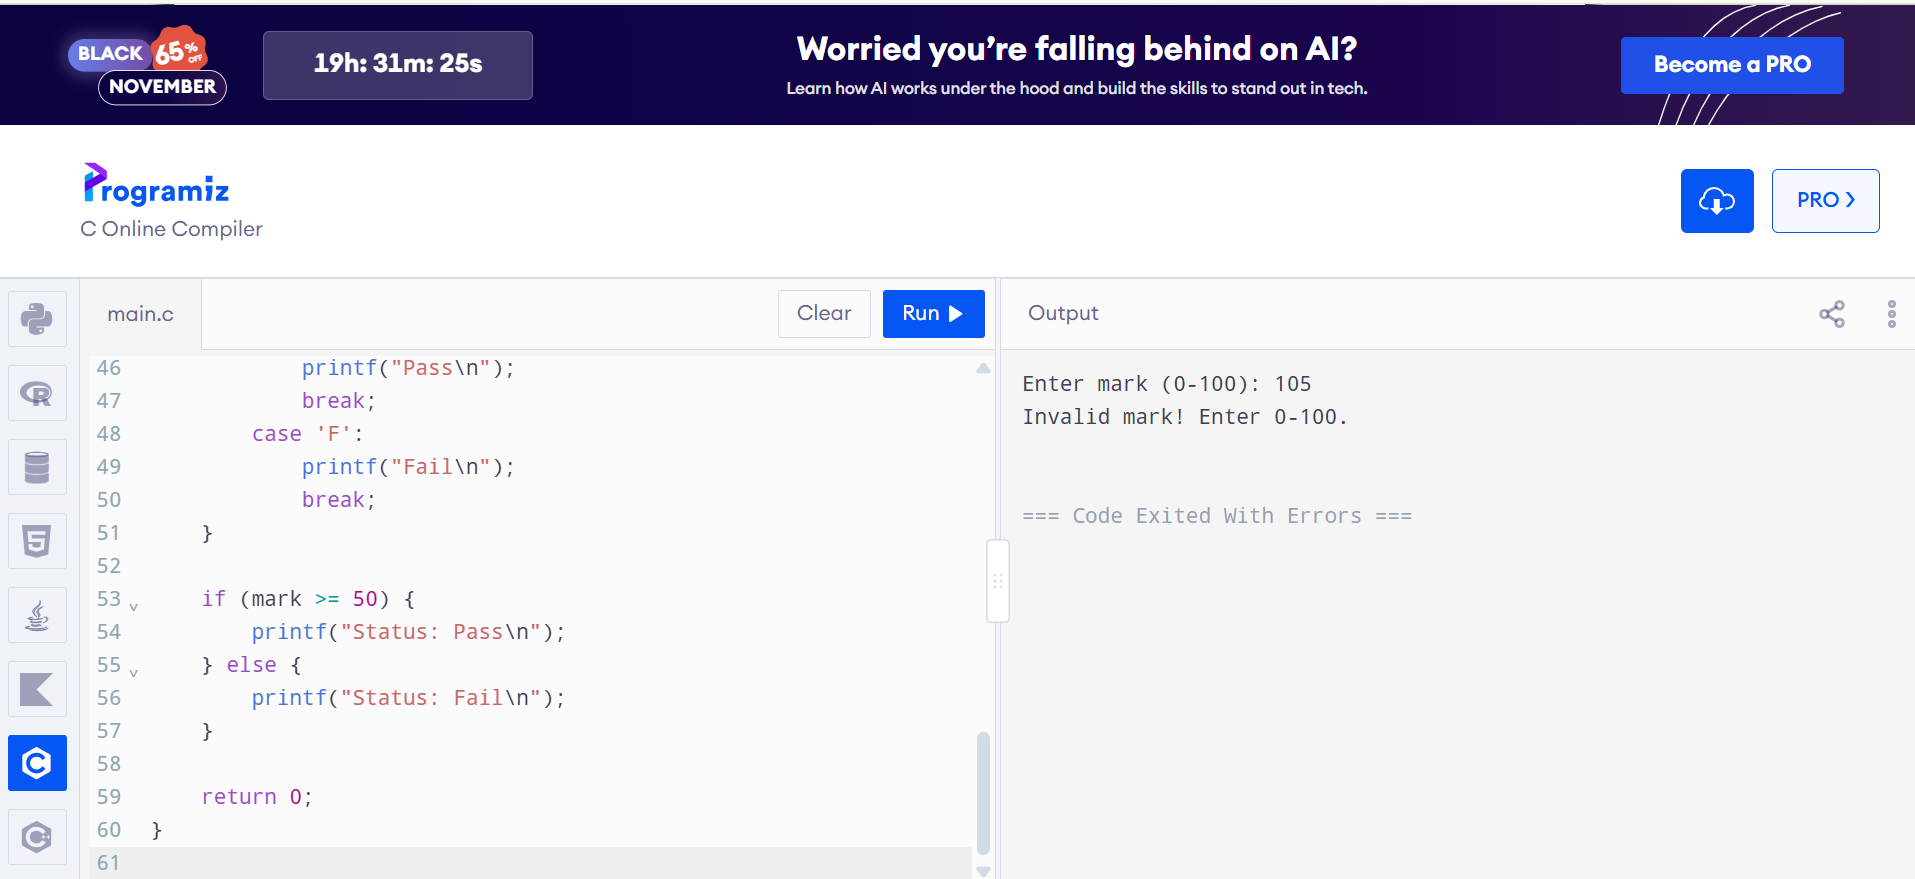 BLACK 65% OFF
NOVEMBER
19h: 31m: 25s
Worried you’re falling behind on AI?
Learn how AI works under the hood and build the skills to stand out in tech.
Become a PRO
Programiz
C Online Compiler
PRO
main.c
Clear
Run
Output
46 printf("Pass\n");
47 break;
48 case 'F':
49 printf("Fail\n");
50 break;
51 }
52
53 if (mark >= 50) {
54 printf("Status: Pass\n");
55 } else {
56 printf("Status: Fail\n");
57 }
58
59 return 0;
60 }
61
Enter mark (0-100): 105
Invalid mark! Enter 0-100.
=== Code Exited With Errors ===